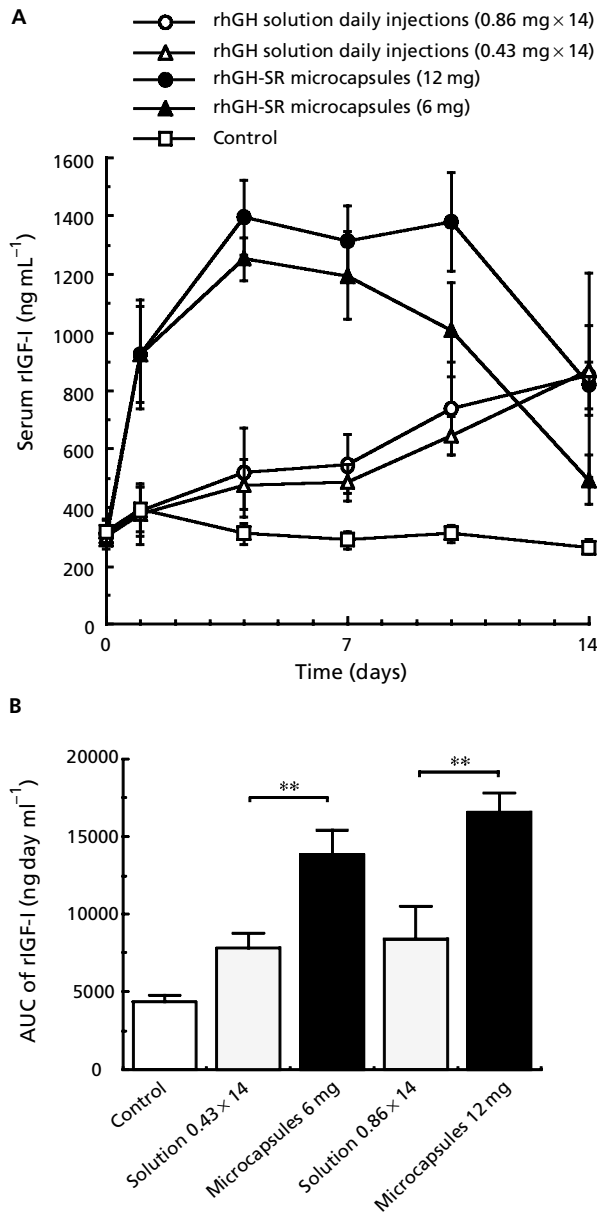 A
rhGH solution daily injections (0.86 mg × 14)
rhGH solution daily injections (0.43 mg × 14)
rhGH-SR microcapsules (12 mg)
rhGH-SR microcapsules (6 mg)
Control
Serum rIGF-I (ng mL⁻¹)
1600
1400
1200
1000
800
600
400
200
0
0 7 14
Time (days)
B
AUC of rIGF-I (ng day ml⁻¹)
20000
**
**
15000
10000
5000
0
Control
Solution 0.43 × 14
Microcapsules 6 mg
Solution 0.86 × 14
Microcapsules 12 mg